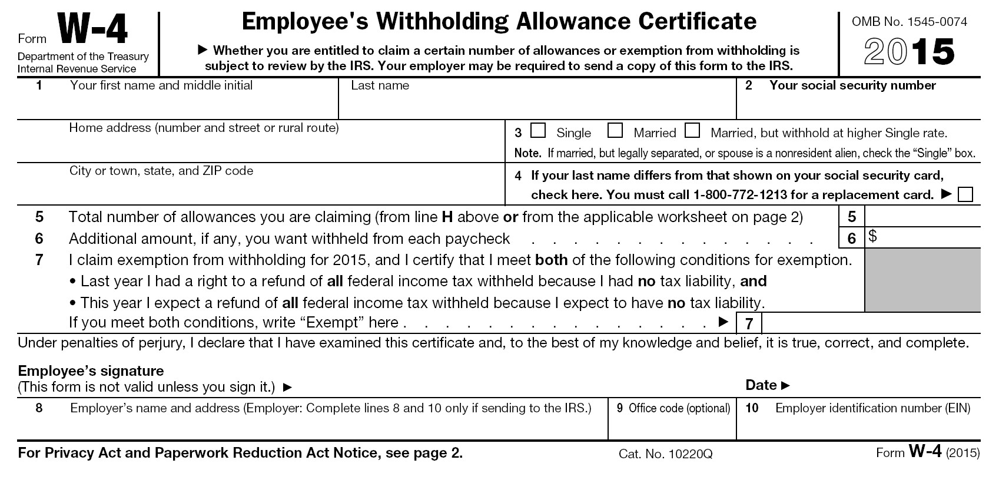 Form W-4
Department of the Treasury
Internal Revenue Service
Employee's Withholding Allowance Certificate
▶ Whether you are entitled to claim a certain number of allowances or exemption from withholding is
subject to review by the IRS. Your employer may be required to send a copy of this form to the IRS.
OMB No. 1545-0074
2015
1 Your first name and middle initial
Last name
2 Your social security number
Home address (number and street or rural route)
3 Single Married Married, but withhold at higher Single rate.
Note. If married, but legally separated, or spouse is a nonresident alien, check the “Single” box.
City or town, state, and ZIP code
4 If your last name differs from that shown on your social security card,
check here. You must call 1-800-772-1213 for a replacement card. ▶
5 Total number of allowances you are claiming (from line H above or from the applicable worksheet on page 2) 5
6 Additional amount, if any, you want withheld from each paycheck . . . . . . . . . . . . . . 6 $
7 I claim exemption from withholding for 2015, and I certify that I meet both of the following conditions for exemption.
• Last year I had a right to a refund of all federal income tax withheld because I had no tax liability, and
• This year I expect a refund of all federal income tax withheld because I expect to have no tax liability.
If you meet both conditions, write “Exempt” here . . . . . . . . . . . . . . . ▶ 7
Under penalties of perjury, I declare that I have examined this certificate and, to the best of my knowledge and belief, it is true, correct, and complete.
Employee’s signature
(This form is not valid unless you sign it.) ▶
Date ▶
8 Employer’s name and address (Employer: Complete lines 8 and 10 only if sending to the IRS.)
9 Office code (optional)
10 Employer identification number (EIN)
For Privacy Act and Paperwork Reduction Act Notice, see page 2.
Cat. No. 10220Q
Form W-4 (2015)